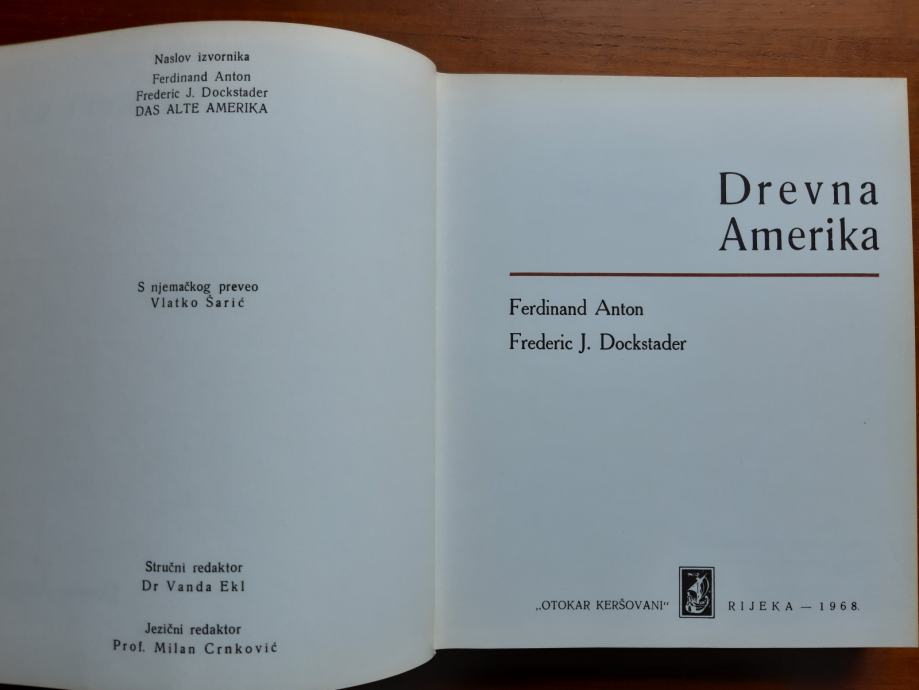 Naslov izvornika
Ferdinand Anton
Frederic J. Dockstader
DAS ALTE AMERIKA
S njemačkog preveo
Vlatko Šarić
Stručni redaktor
Dr Vanda Ekl
Jezični redaktor
Prof. Milan Crnković
Drevna
Amerika
Ferdinand Anton
Frederic J. Dockstader
„OTOKAR KERŠOVANI“ RIJEKA — 1968.